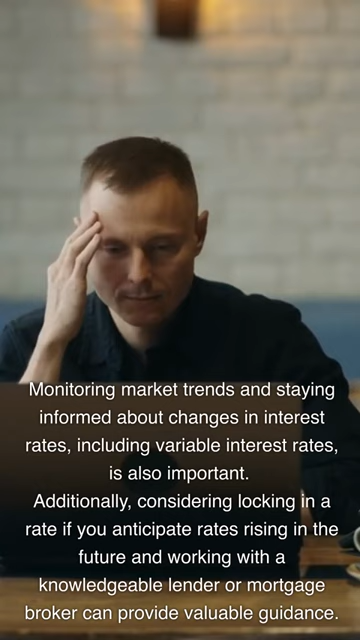 Monitoring market trends and staying
informed about changes in interest
rates, including variable interest rates,
is also important.
Additionally, considering locking in a
rate if you anticipate rates rising in the
future and working with a
knowledgeable lender or mortgage
broker can provide valuable guidance.